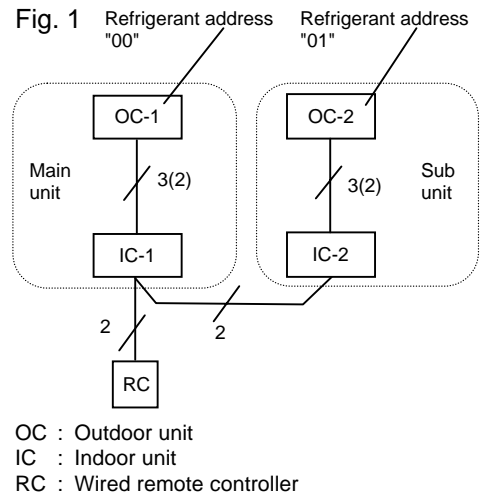 Fig. 1
Refrigerant address "00"
Refrigerant address "01"
OC-1
OC-2
Main unit
3(2)
3(2)
Sub unit
IC-1
IC-2
2
2
RC
OC : Outdoor unit
IC : Indoor unit
RC : Wired remote controller